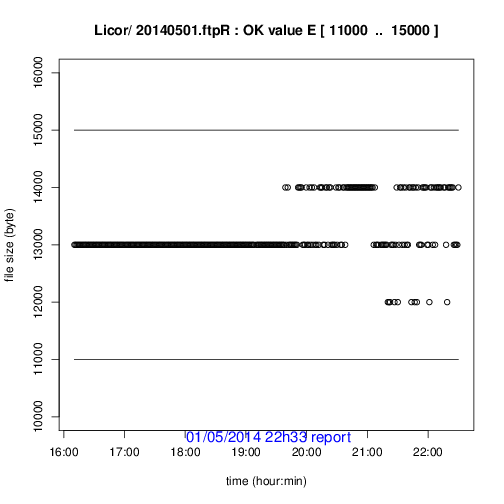 Licor/ 20140501.ftpR : OK value E [ 11000 .. 15000 ]
file size (byte)
16000
15000
14000
13000
12000
11000
10000
01/05/2014 22h33 report
16:00 17:00 18:00 19:00 20:00 21:00 22:00
time (hour:min)